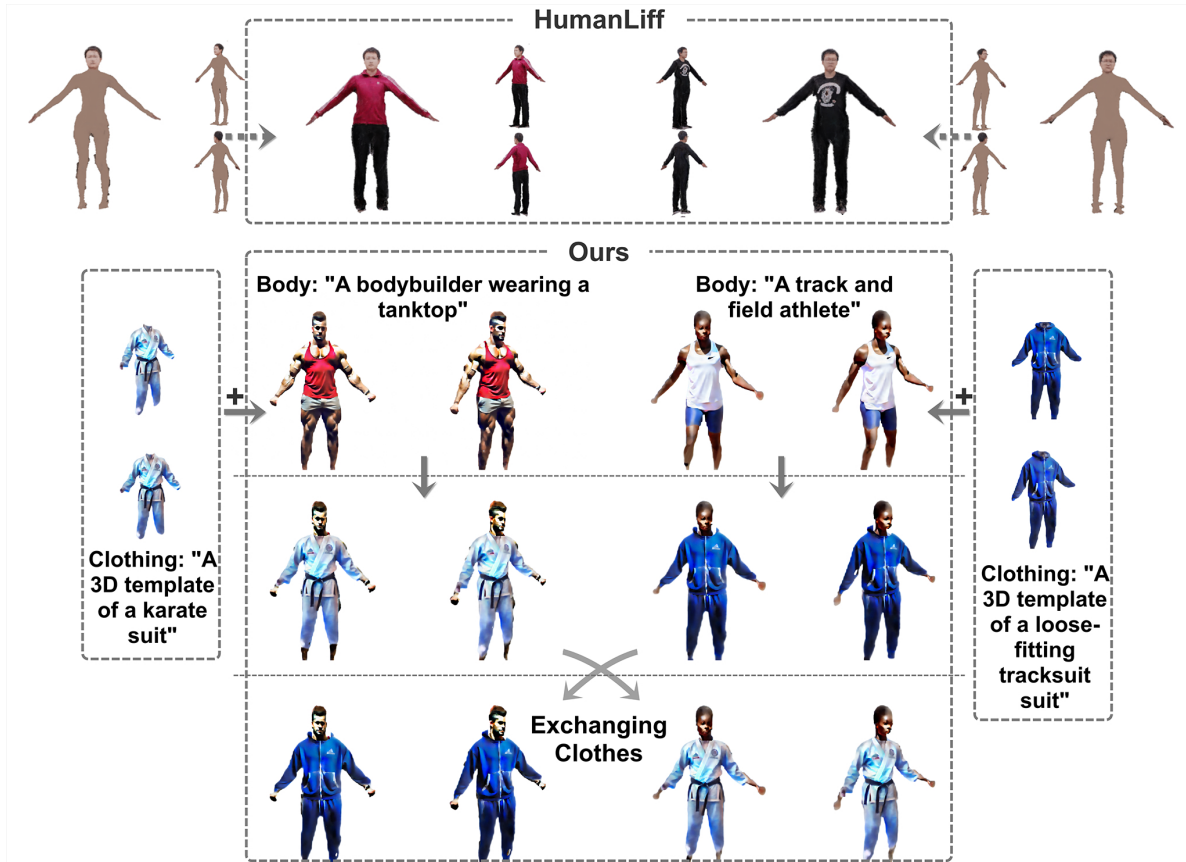 HumanLiff
Ours
Body: "A bodybuilder wearing a
tanktop"
Body: "A track and
field athlete"
+
+
Clothing: "A
3D template
of a karate
suit"
Clothing: "A
3D template
of a loose-
fitting
tracksuit
suit"
Exchanging
Clothes